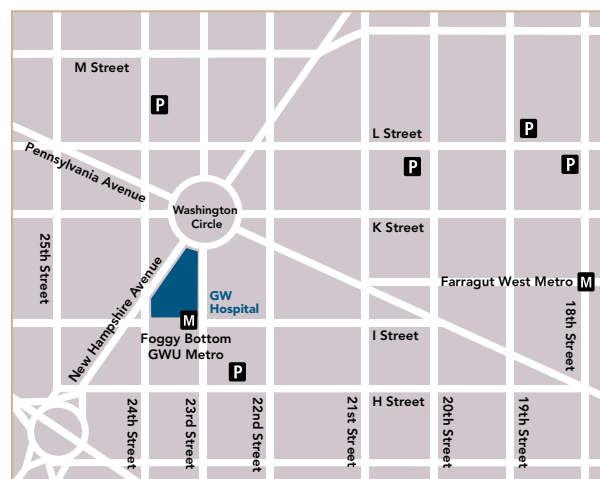 M Street
P
P
L Street
P
P
Pennsylvania Avenue
Washington
Circle
K Street
25th Street
New Hampshire Avenue
Farragut West Metro
M
GW
Hospital
M
18th Street
Foggy Bottom
GWU Metro
I Street
P
H Street
24th Street
23rd Street
22nd Street
21st Street
20th Street
19th Street